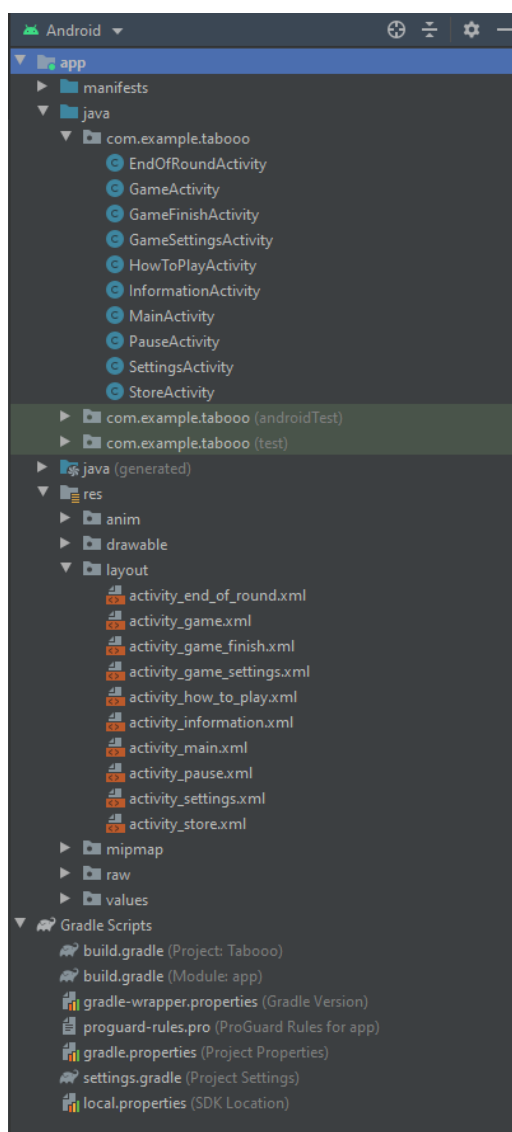 Android
app
manifests
java
com.example.tabooo
EndOfRoundActivity
GameActivity
GameFinishActivity
GameSettingsActivity
HowToPlayActivity
InformationActivity
MainActivity
PauseActivity
SettingsActivity
StoreActivity
com.example.tabooo (androidTest)
com.example.tabooo (test)
java (generated)
res
anim
drawable
layout
activity_end_of_round.xml
activity_game.xml
activity_game_finish.xml
activity_game_settings.xml
activity_how_to_play.xml
activity_information.xml
activity_main.xml
activity_pause.xml
activity_settings.xml
activity_store.xml
mipmap
raw
values
Gradle Scripts
build.gradle (Project: Tabooo)
build.gradle (Module: app)
gradle-wrapper.properties (Gradle Version)
proguard-rules.pro (ProGuard Rules for app)
gradle.properties (Project Properties)
settings.gradle (Project Settings)
local.properties (SDK Location)